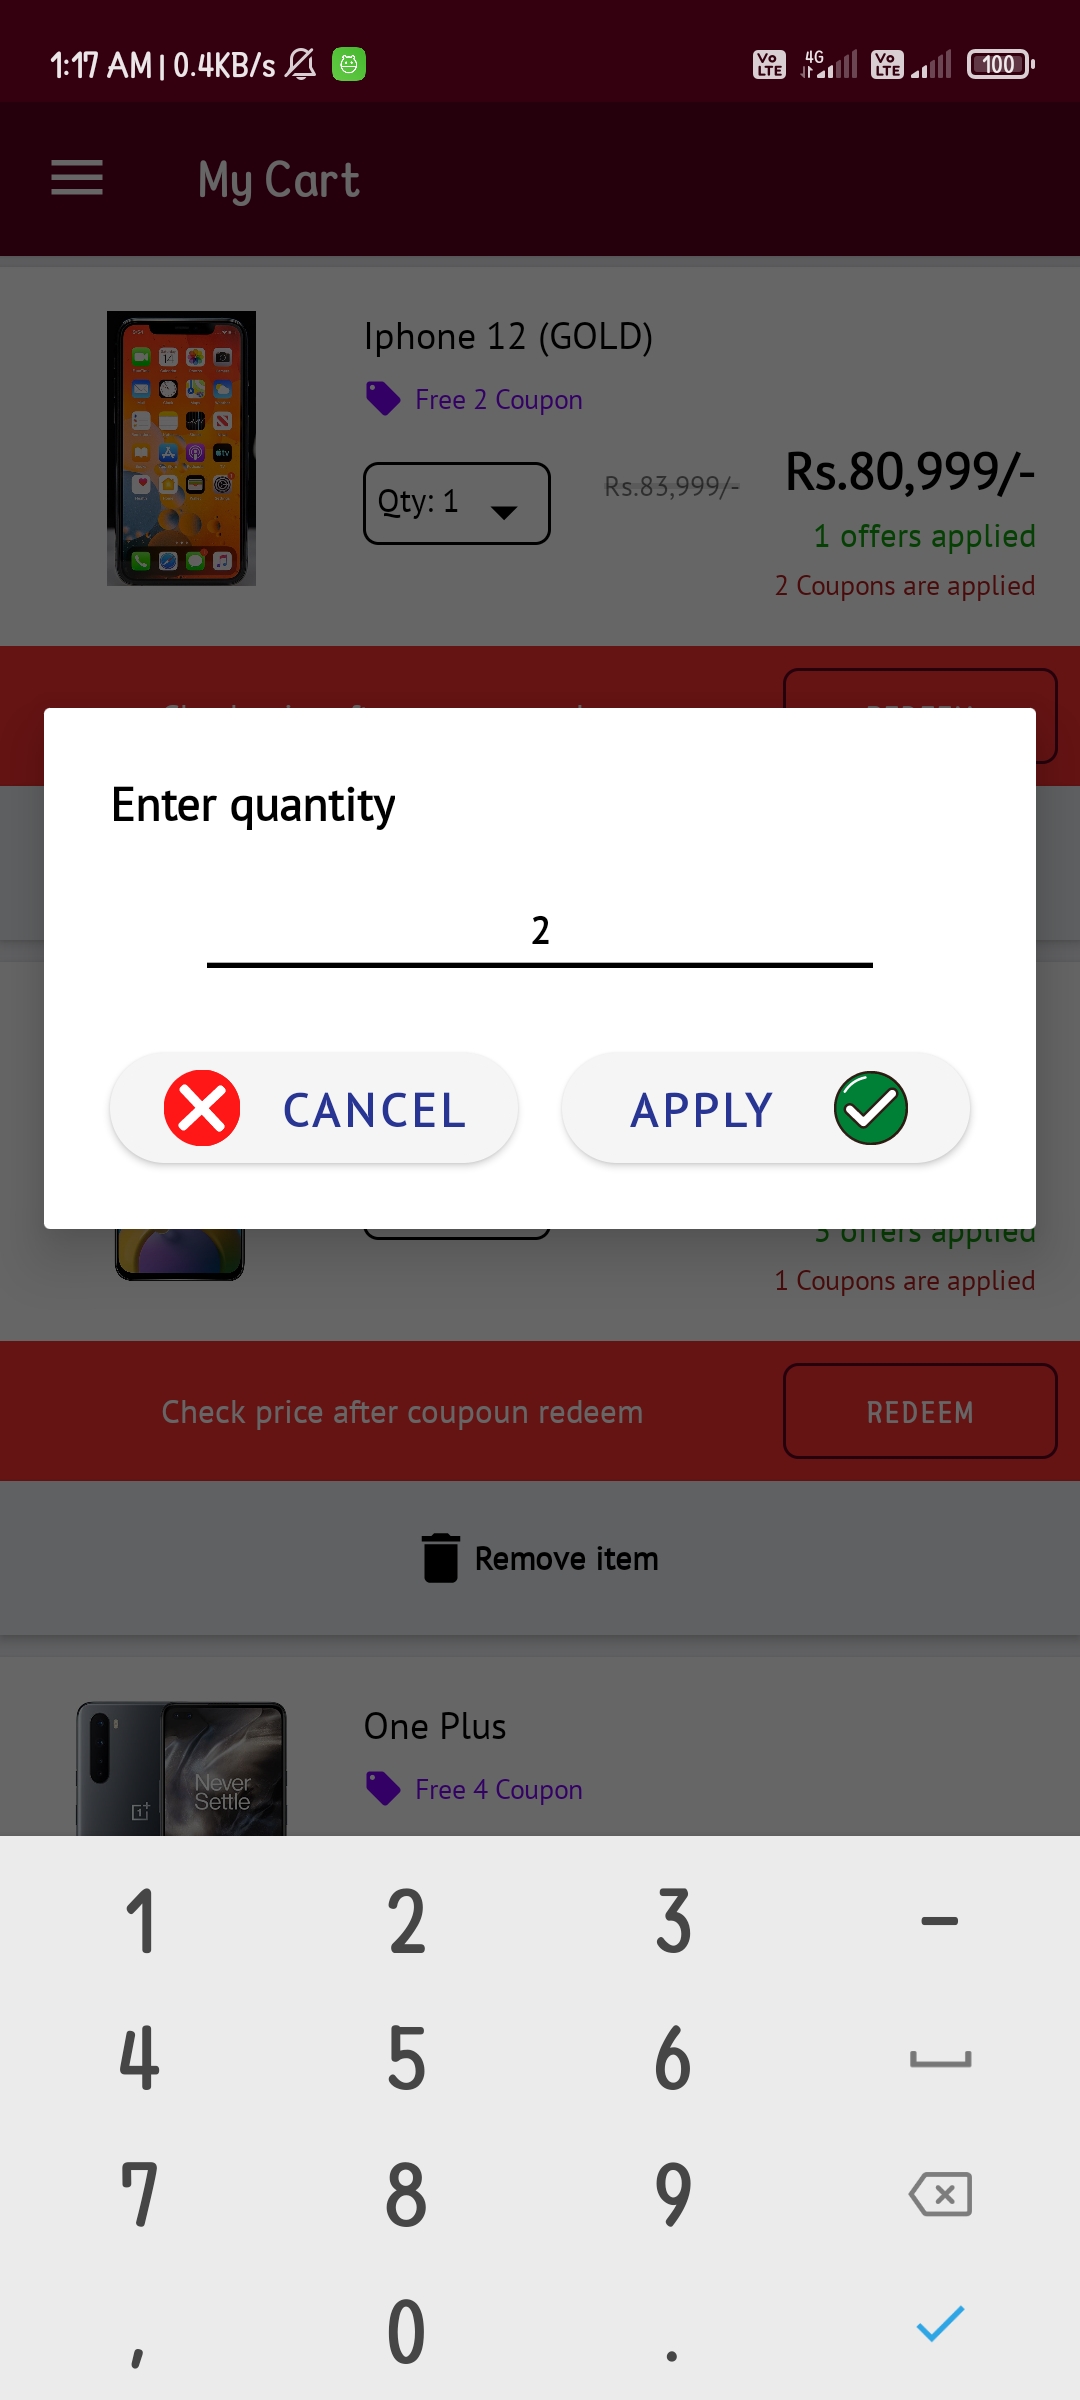 1:17 AM | 0.4KB/s
Vo LTE 4G Vo LTE 100
My Cart
Iphone 12 (GOLD)
Free 2 Coupon
Qty: 1
Rs.83,999/-
Rs.80,999/-
1 offers applied
2 Coupons are applied
Enter quantity
2
CANCEL
APPLY
offers applied
1 Coupons are applied
Check price after coupoun redeem
REDEEM
Remove item
One Plus
Never
Settle
Free 4 Coupon
1 2 3 -
4 5 6
7 8 9
, 0 .